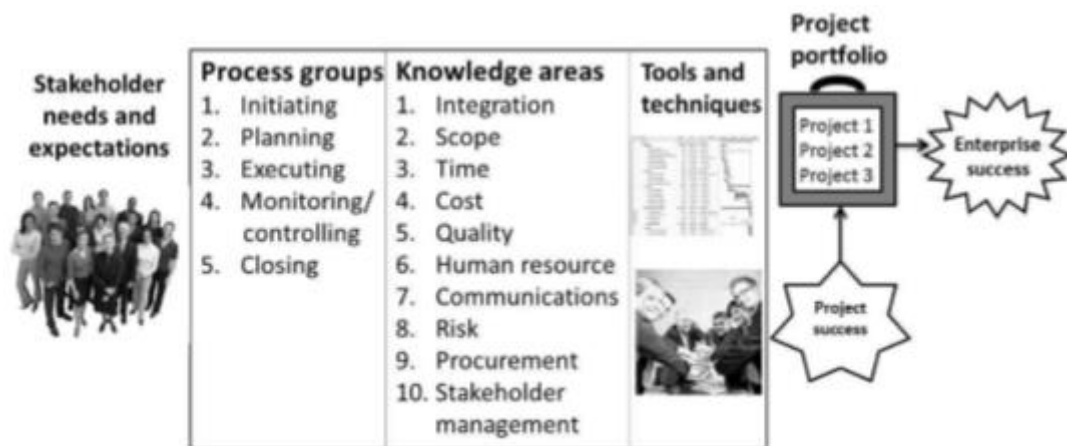 Stakeholder
needs and
expectations
Process groups
1. Initiating
2. Planning
3. Executing
4. Monitoring/
controlling
5. Closing
Knowledge areas
1. Integration
2. Scope
3. Time
4. Cost
5. Quality
6. Human resource
7. Communications
8. Risk
9. Procurement
10. Stakeholder
management
Tools and
techniques
Project
portfolio
Project 1
Project 2
Project 3
Enterprise
success
Project
success